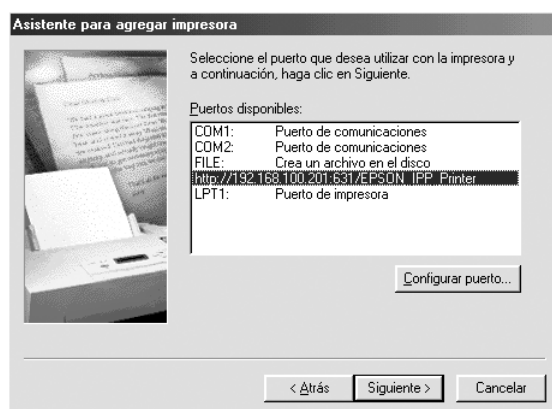 Asistente para agregar impresora
Seleccione el puerto que desea utilizar con la impresora y
a continuación, haga clic en Siguiente.
Puertos disponibles:
COM1: Puerto de comunicaciones
COM2: Puerto de comunicaciones
FILE: Crea un archivo en el disco
http://192.168.100.201:631/EPSON_IPP_Printer
LPT1: Puerto de impresora
Configurar puerto...
< Atrás Siguiente > Cancelar